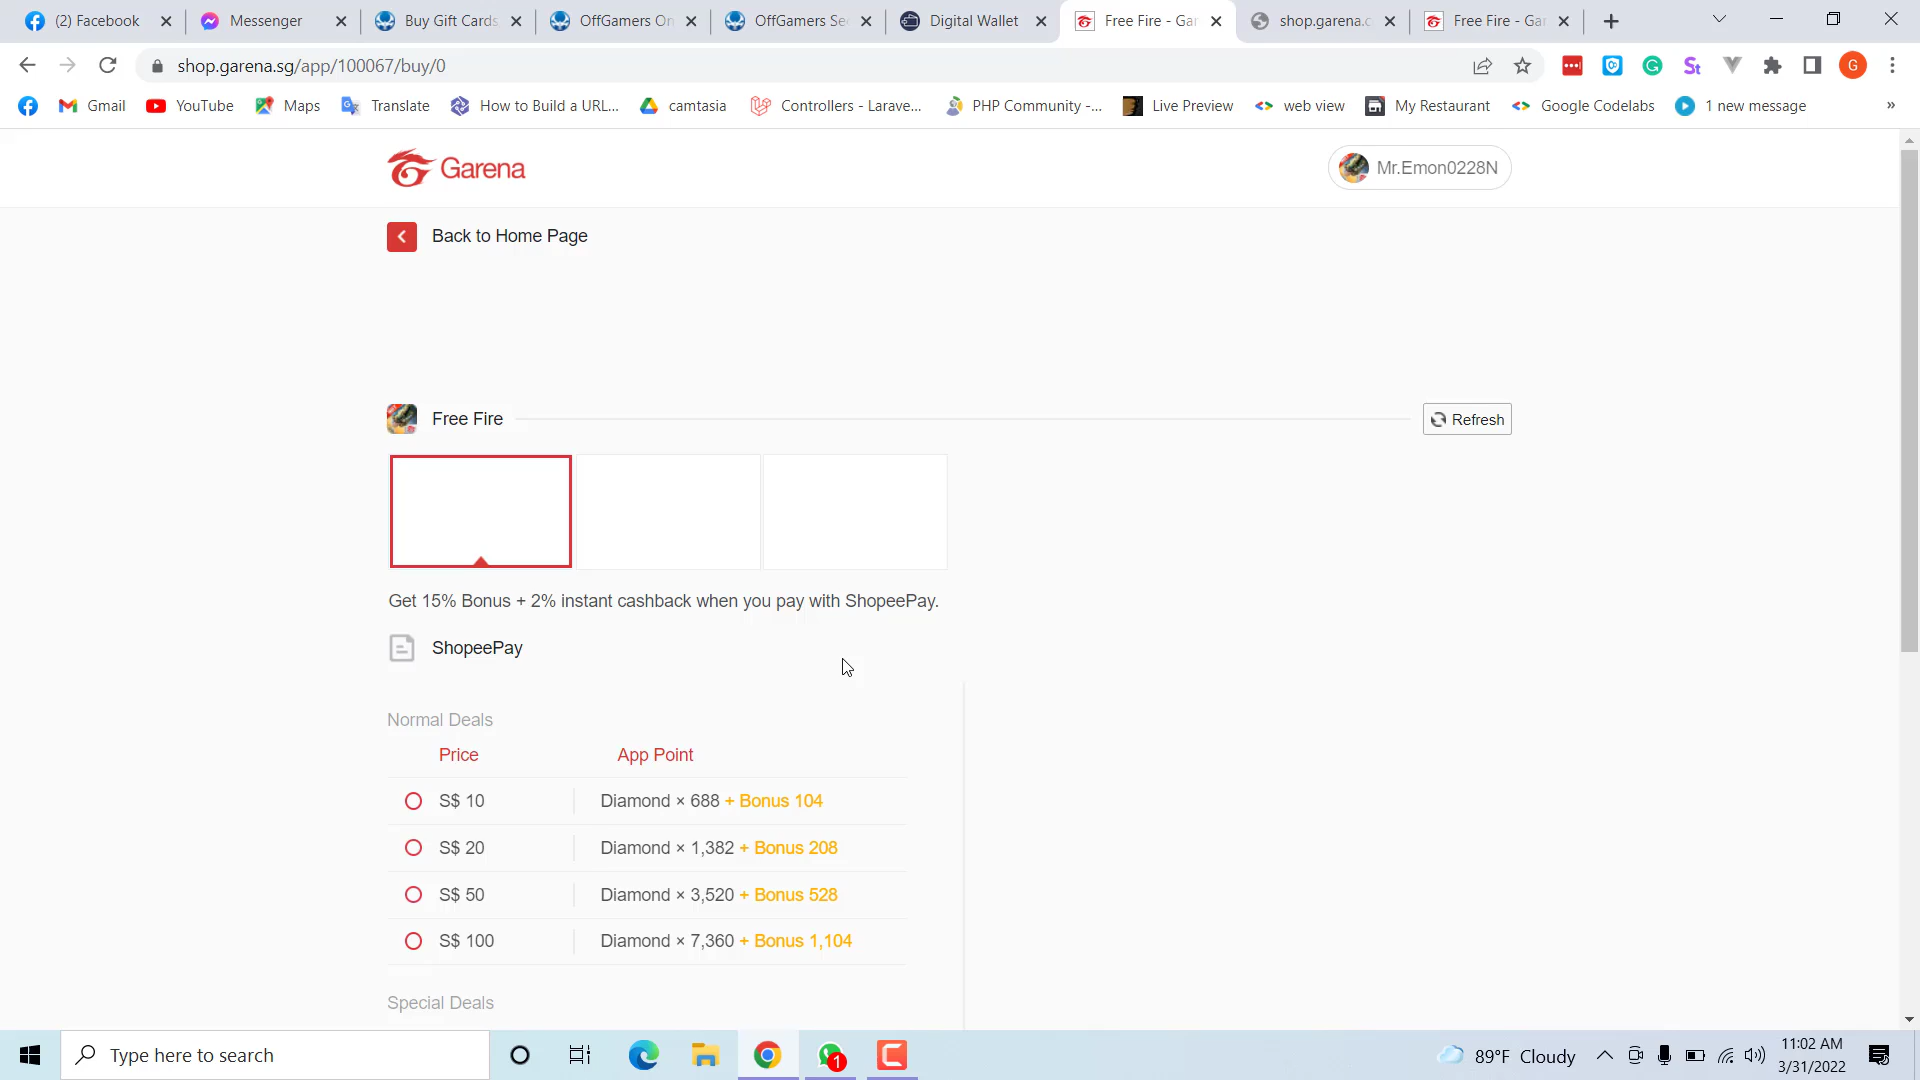 (2) Facebook
Messenger
Buy Gift Cards
OffGamers On
OffGamers Se
Digital Wallet
Free Fire - Gar
shop.garena.c
Free Fire - Gar
shop.garena.sg/app/100067/buy/0
G
Gmail
YouTube
Maps
Translate
How to Build a URL...
camtasia
Controllers - Larave...
PHP Community -...
Live Preview
web view
My Restaurant
Google Codelabs
1 new message
»
Garena
Mr.Emon0228N
Back to Home Page
Free Fire
Refresh
Get 15% Bonus + 2% instant cashback when you pay with ShopeePay.
ShopeePay
Normal Deals
Price App Point
S$ 10 Diamond × 688 + Bonus 104
S$ 20 Diamond × 1,382 + Bonus 208
S$ 50 Diamond × 3,520 + Bonus 528
S$ 100 Diamond × 7,360 + Bonus 1,104
Special Deals
Type here to search
1
89°F Cloudy
11:02 AM
3/31/2022